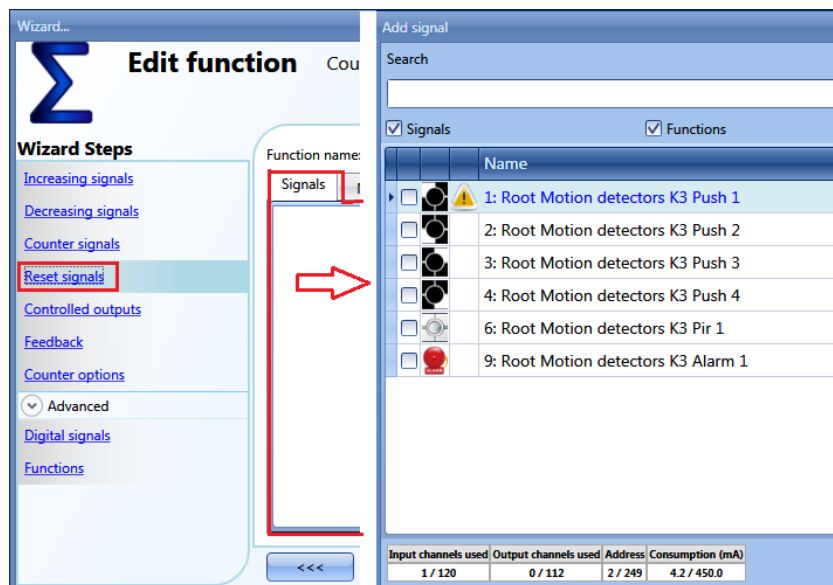 Wizard...
Edit function Cou
Wizard Steps
Increasing signals
Decreasing signals
Counter signals
Reset signals
Controlled outputs
Feedback
Counter options
Advanced
Digital signals
Functions
Function name:
Signals
<<<
Add signal
Search
Signals Functions
Name
1: Root Motion detectors K3 Push 1
2: Root Motion detectors K3 Push 2
3: Root Motion detectors K3 Push 3
4: Root Motion detectors K3 Push 4
6: Root Motion detectors K3 Pir 1
9: Root Motion detectors K3 Alarm 1
Input channels used Output channels used Address Consumption (mA)
1 / 120 0 / 112 2 / 249 4.2 / 450.0